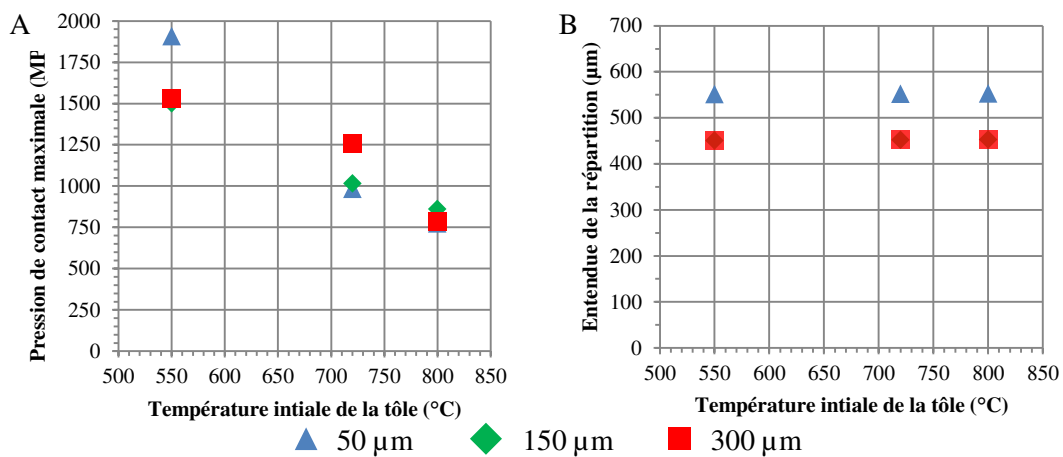 A
Pression de contact maximale (MP
2000
1750
1500
1250
1000
750
500
250
0
500 550 600 650 700 750 800 850
Température intiale de la tôle (°C)
B
Entendue de la répartition (µm)
700
600
500
400
300
200
100
0
500 550 600 650 700 750 800 850
Température intiale de la tôle (°C)
50 µm 150 µm 300 µm